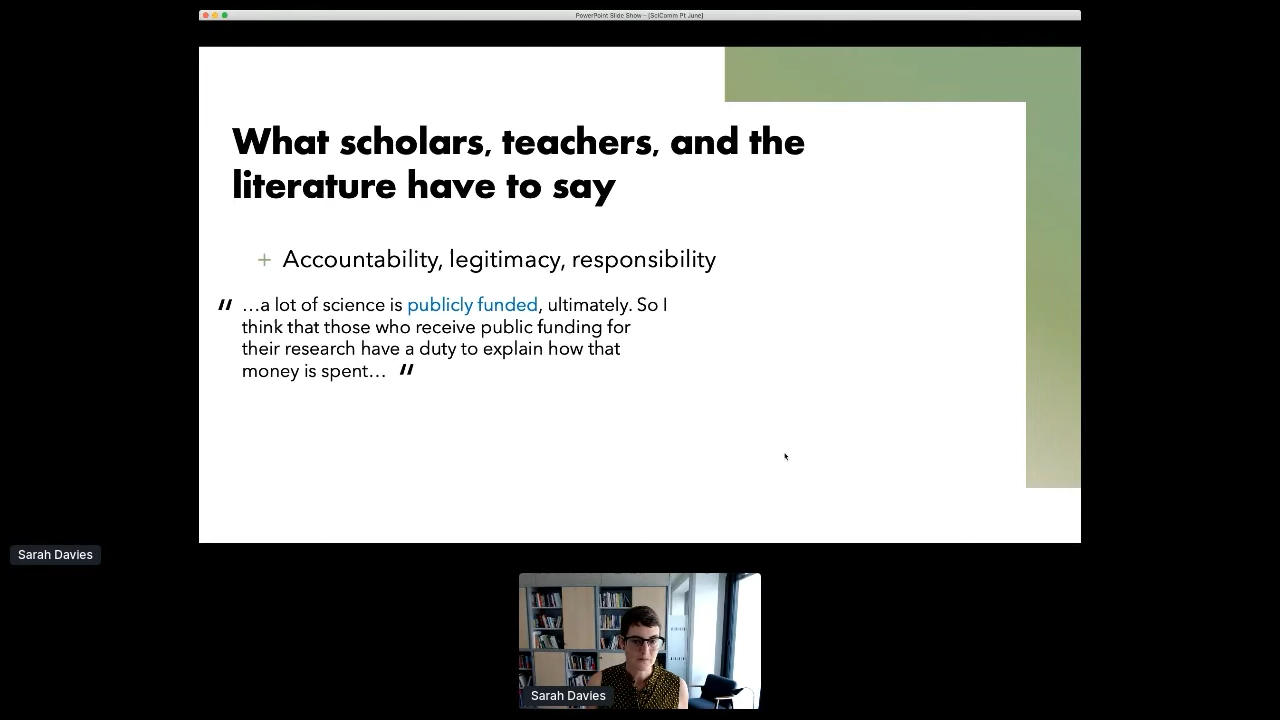 PowerPoint Slide Show - [SciComm Pt June]
What scholars, teachers, and the
literature have to say
+ Accountability, legitimacy, responsibility
" …a lot of science is publicly funded, ultimately. So I
think that those who receive public funding for
their research have a duty to explain how that
money is spent… "
Sarah Davies
Sarah Davies